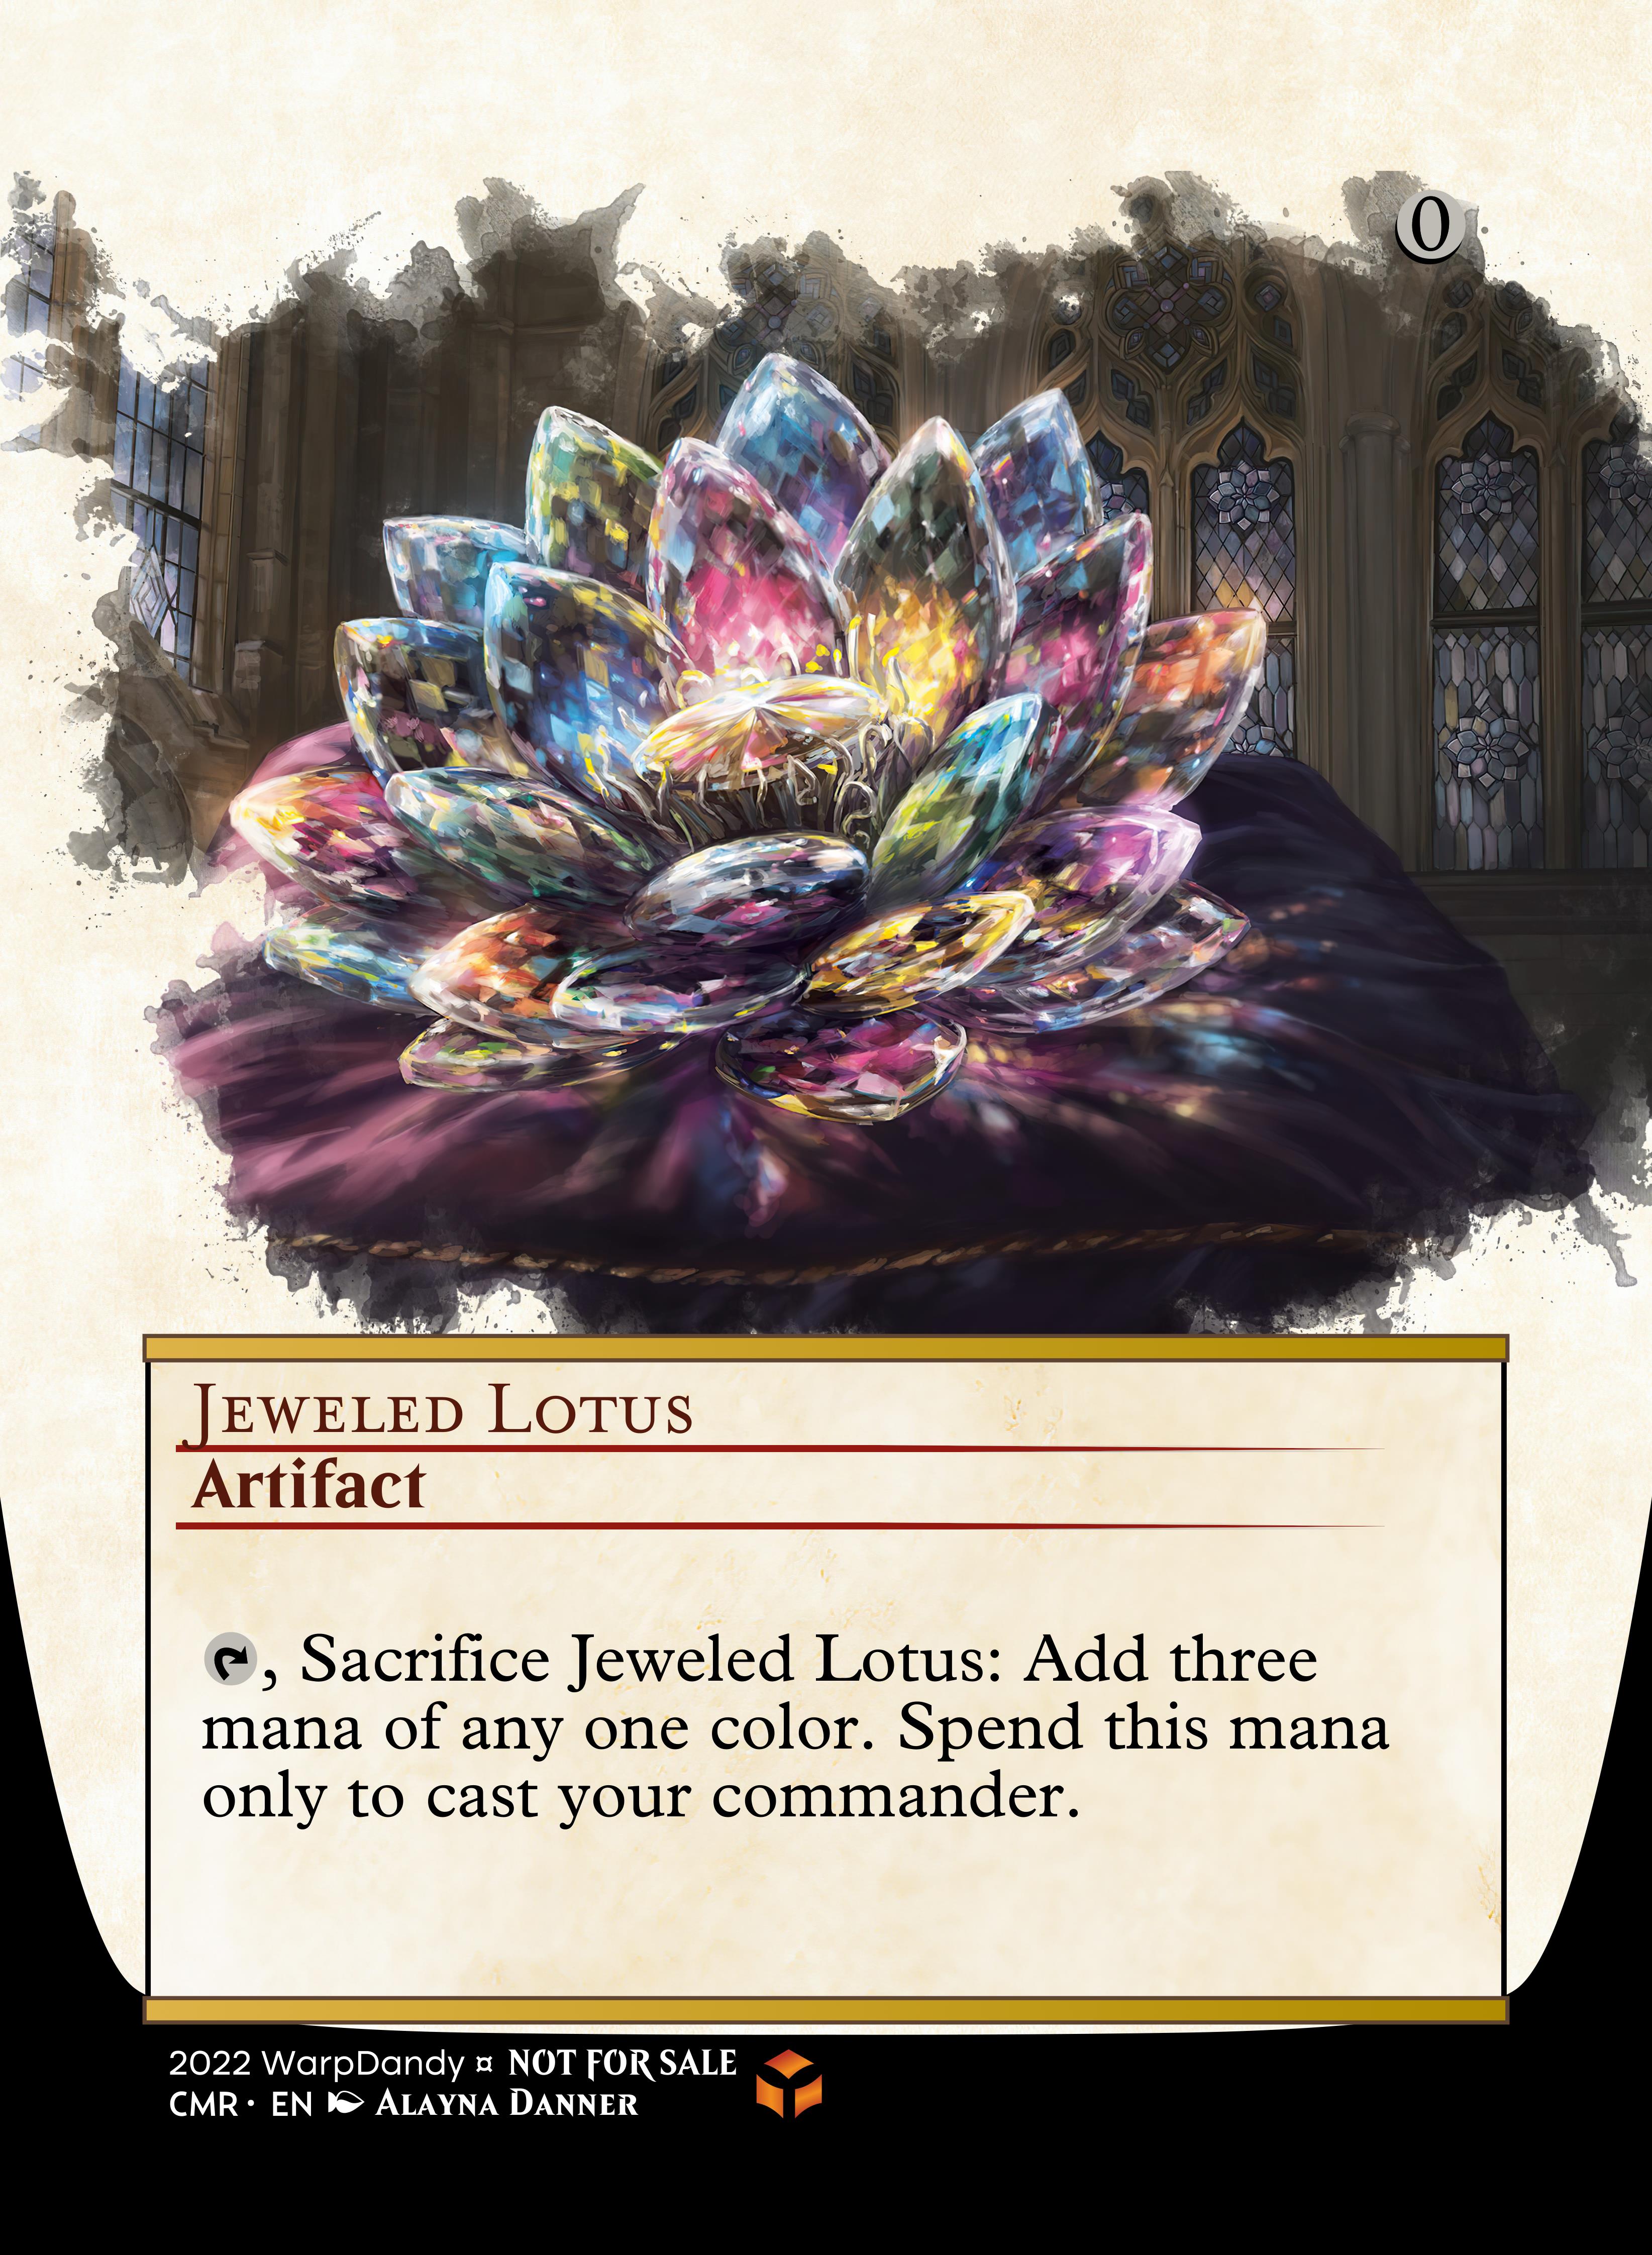 0
Jeweled Lotus
Artifact
, Sacrifice Jeweled Lotus: Add three
mana of any one color. Spend this mana
only to cast your commander.
2022 WarpDandy ¤ NOT FOR SALE
CMR • EN Alayna Danner